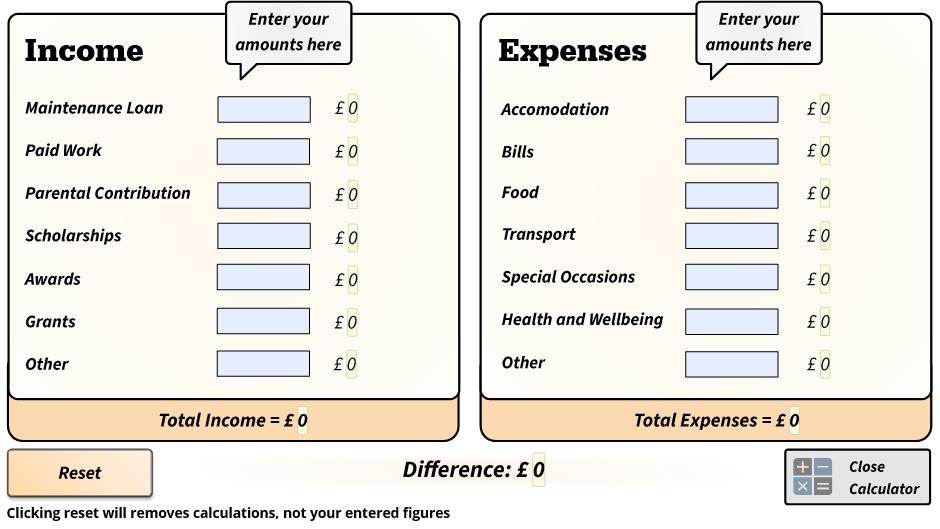 Enter your
amounts here
Income
Maintenance Loan £ 0
Paid Work £ 0
Parental Contribution £ 0
Scholarships £ 0
Awards £ 0
Grants £ 0
Other £ 0
Total Income = £ 0
Enter your
amounts here
Expenses
Accomodation £ 0
Bills £ 0
Food £ 0
Transport £ 0
Special Occasions £ 0
Health and Wellbeing £ 0
Other £ 0
Total Expenses = £ 0
Reset
Difference: £ 0
Close
Calculator
Clicking reset will removes calculations, not your entered figures